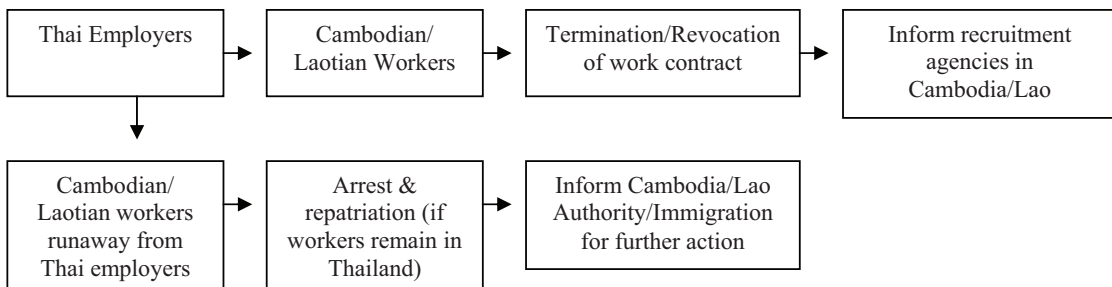 Thai Employers
Cambodian/
Laotian Workers
Termination/Revocation
of work contract
Inform recruitment
agencies in
Cambodia/Lao
Cambodian/
Laotian workers
runaway from
Thai employers
Arrest &
repatriation (if
workers remain in
Thailand)
Inform Cambodia/Lao
Authority/Immigration
for further action